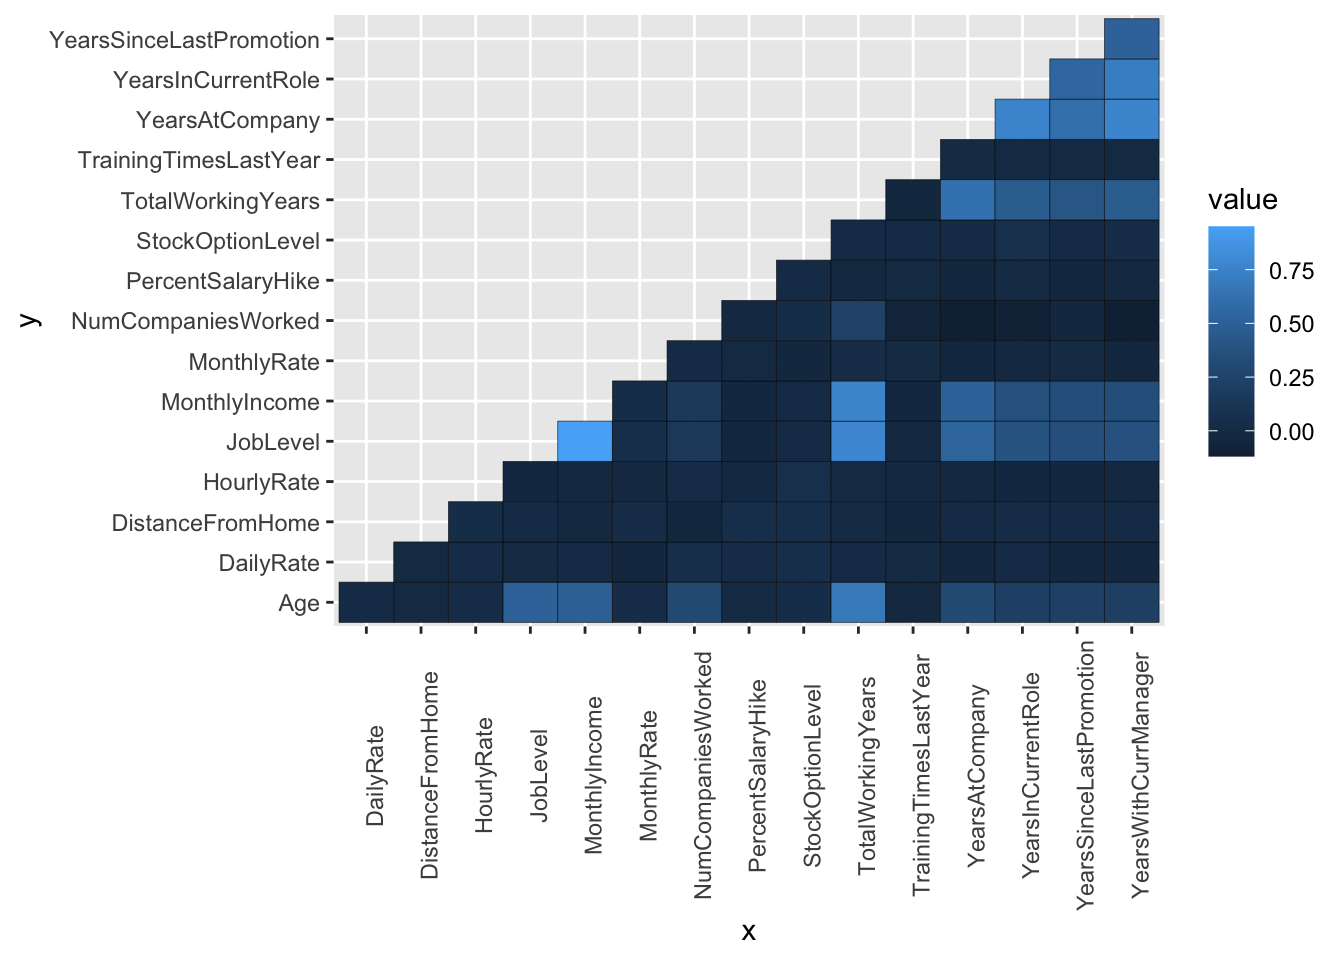 YearsSinceLastPromotion
YearsInCurrentRole
YearsAtCompany
TrainingTimesLastYear
TotalWorkingYears
StockOptionLevel
PercentSalaryHike
NumCompaniesWorked
MonthlyRate
MonthlyIncome
JobLevel
HourlyRate
DistanceFromHome
DailyRate
Age
y
DailyRate
DistanceFromHome
HourlyRate
JobLevel
MonthlyIncome
MonthlyRate
NumCompaniesWorked
PercentSalaryHike
StockOptionLevel
TotalWorkingYears
TrainingTimesLastYear
YearsAtCompany
YearsInCurrentRole
YearsSinceLastPromotion
YearsWithCurrManager
x
value
0.75
0.50
0.25
0.00